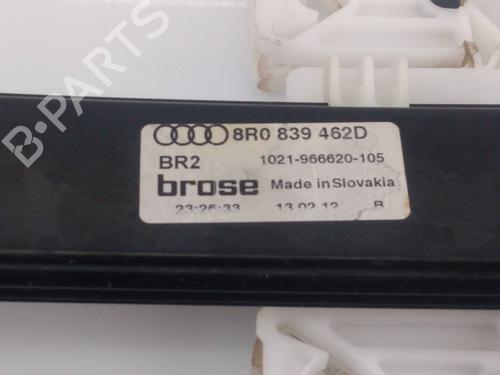 8R0 839 462D
BR2 1021-966620-105
brose Made in Slovakia
23:26:33 13.02.12 B
B-PARTS